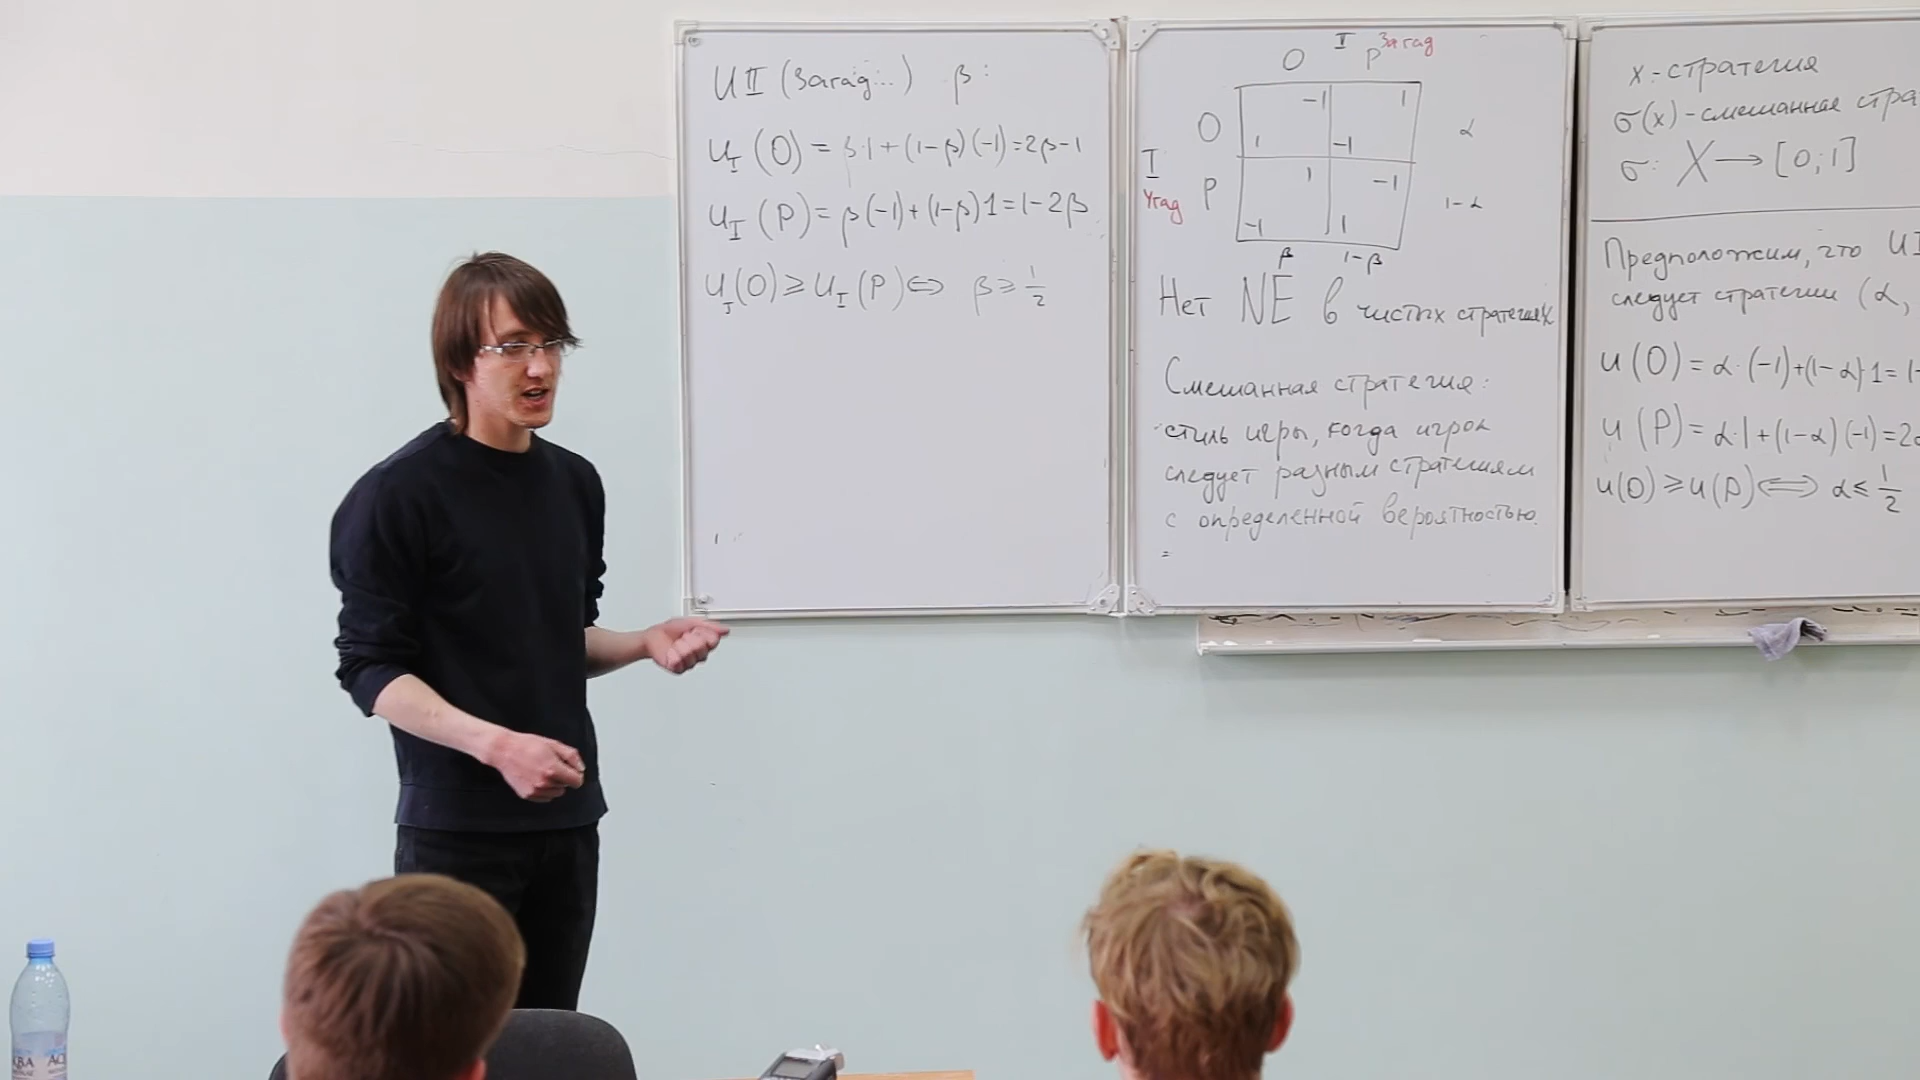 UII (Загад...) β:
U_I (O) = β·1+(1-β)(-1)=2β-1
U_I (P) = β(-1)+(1-β)1=1-2β
U_I(O) ⩾ U_I(P) ⇔ β ⩾ 1/2
II Загад
O P
O -1 1 α
1 -1
I
Угад P 1 -1 1-α
-1 1
β 1-β
Нет NE в чистых стратегиях
Смешанная стратегия:
стиль игры, когда игрок
следует разным стратегиям
с определенной вероятностью.
=
x - стратегия
σ(x) - смешанная стра
σ: X → [0;1]
Предположим, что UI
следует стратегии (α,
u(O) = α·(-1)+(1-α)·1=1-
u(P) = α·1+(1-α)(-1)=2α
u(O) ⩾ u(P) ⟺ α ⩽ 1/2